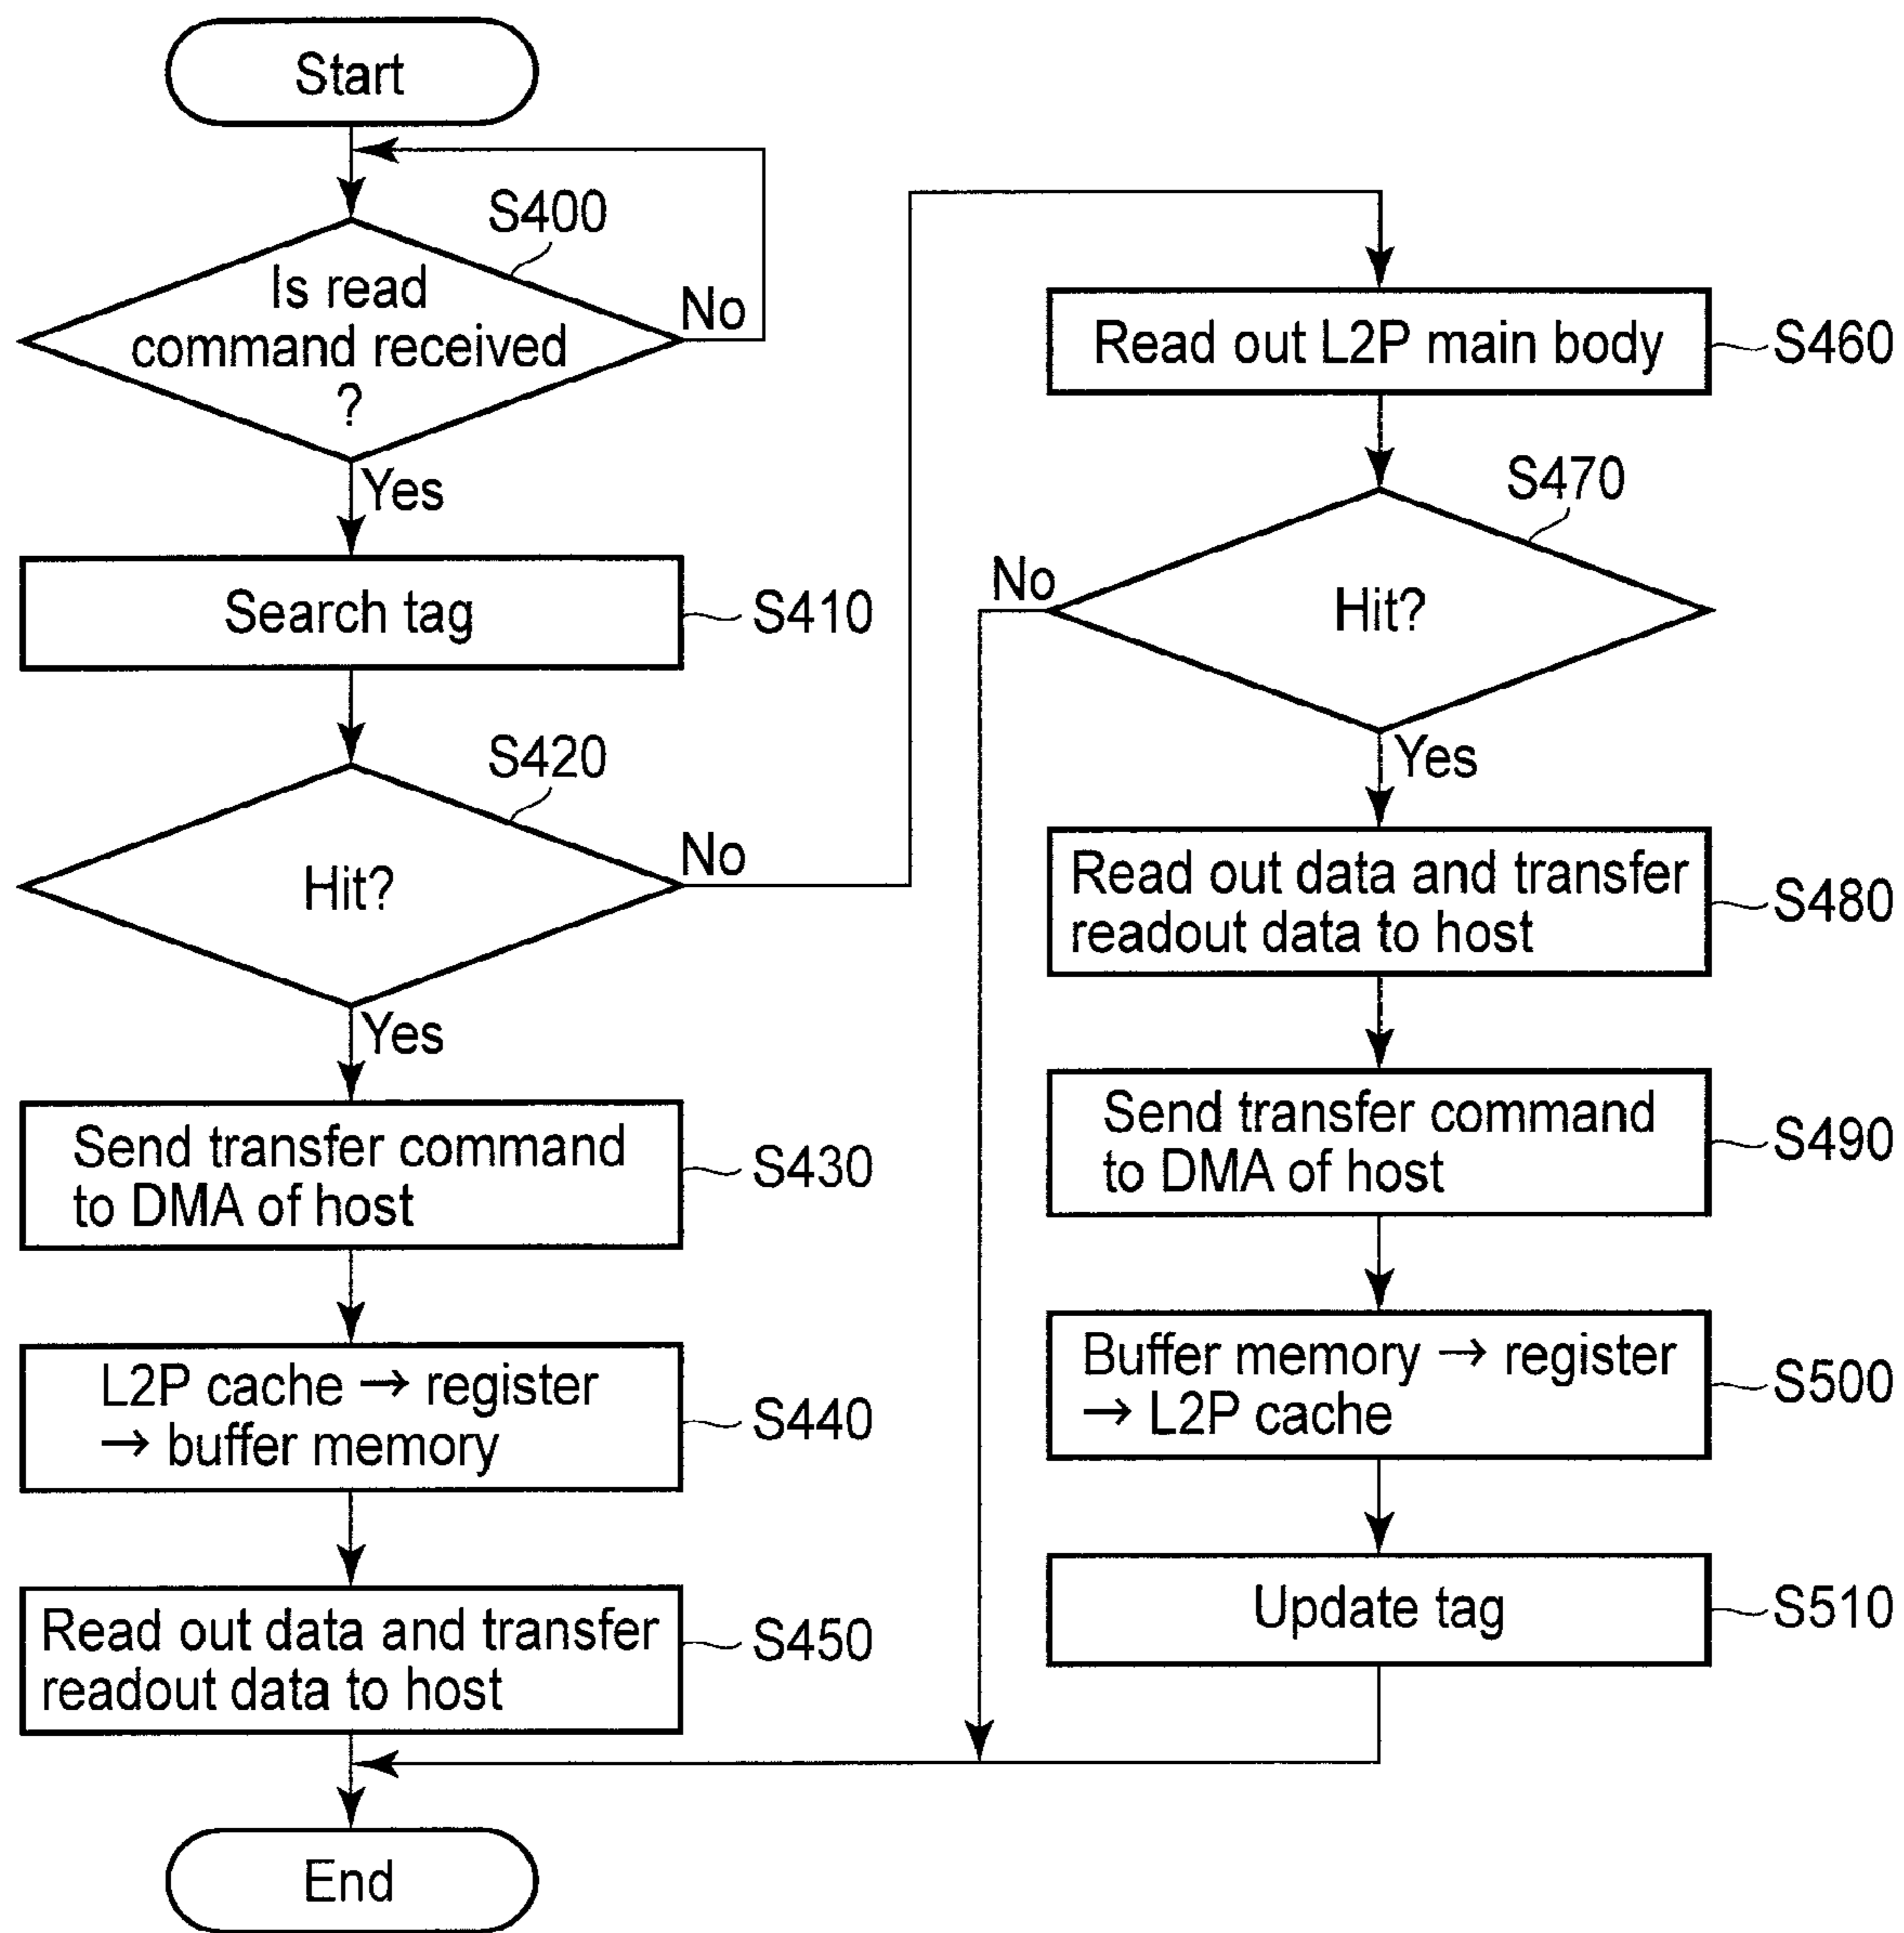 Start
S400
Is read
command received
?
No
Yes
Search tag
S410
S420
Hit?
No
Yes
Send transfer command
to DMA of host
S430
L2P cache → register
→ buffer memory
S440
Read out data and transfer
readout data to host
S450
End
Read out L2P main body
S460
S470
No
Hit?
Yes
Read out data and transfer
readout data to host
S480
Send transfer command
to DMA of host
S490
Buffer memory → register
→ L2P cache
S500
Update tag
S510